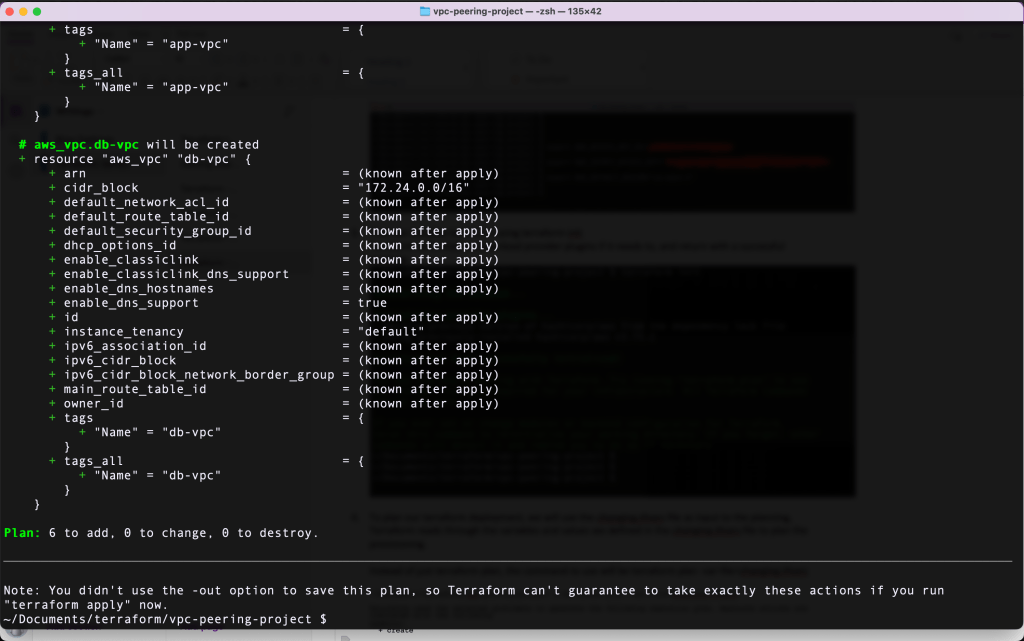 vpc-peering-project — -zsh — 135×42
+ tags = {
+ "Name" = "app-vpc"
}
+ tags_all = {
+ "Name" = "app-vpc"
}
}
# aws_vpc.db-vpc will be created
+ resource "aws_vpc" "db-vpc" {
+ arn = (known after apply)
+ cidr_block = "172.24.0.0/16"
+ default_network_acl_id = (known after apply)
+ default_route_table_id = (known after apply)
+ default_security_group_id = (known after apply)
+ dhcp_options_id = (known after apply)
+ enable_classiclink = (known after apply)
+ enable_classiclink_dns_support = (known after apply)
+ enable_dns_hostnames = (known after apply)
+ enable_dns_support = true
+ id = (known after apply)
+ instance_tenancy = "default"
+ ipv6_association_id = (known after apply)
+ ipv6_cidr_block = (known after apply)
+ ipv6_cidr_block_network_border_group = (known after apply)
+ main_route_table_id = (known after apply)
+ owner_id = (known after apply)
+ tags = {
+ "Name" = "db-vpc"
}
+ tags_all = {
+ "Name" = "db-vpc"
}
}
Plan: 6 to add, 0 to change, 0 to destroy.
Note: You didn't use the -out option to save this plan, so Terraform can't guarantee to take exactly these actions if you run
"terraform apply" now.
~/Documents/terraform/vpc-peering-project $
+ create